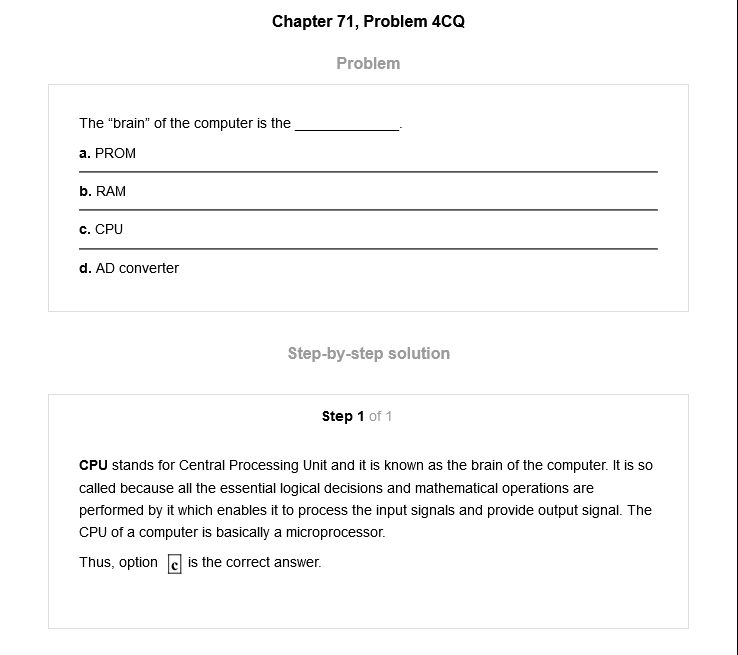 Chapter 71, Problem 4CQ
Problem
The “brain” of the computer is the _____________.
a. PROM
b. RAM
c. CPU
d. AD converter
Step-by-step solution
Step 1 of 1
CPU stands for Central Processing Unit and it is known as the brain of the computer. It is so
called because all the essential logical decisions and mathematical operations are
performed by it which enables it to process the input signals and provide output signal. The
CPU of a computer is basically a microprocessor.
Thus, option c is the correct answer.